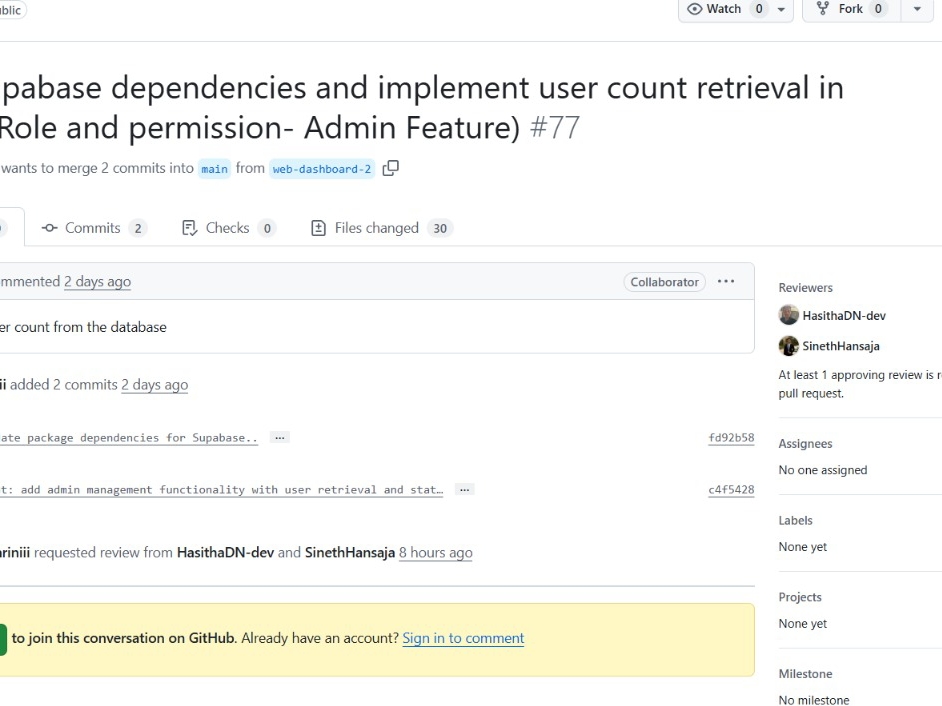 ublic
Watch 0
Fork 0
pabase dependencies and implement user count retrieval in
Role and permission- Admin Feature) #77
wants to merge 2 commits into main from web-dashboard-2
Commits 2
Checks 0
Files changed 30
mmented 2 days ago
Collaborator
er count from the database
ii added 2 commits 2 days ago
ate package dependencies for Supabase.. …
fd92b58
t: add admin management functionality with user retrieval and stat… …
c4f5428
riniii requested review from HasithaDN-dev and SinethHansaja 8 hours ago
to join this conversation on GitHub. Already have an account? Sign in to comment
Reviewers
HasithaDN-dev
SinethHansaja
At least 1 approving review is r
pull request.
Assignees
No one assigned
Labels
None yet
Projects
None yet
Milestone
No milestone